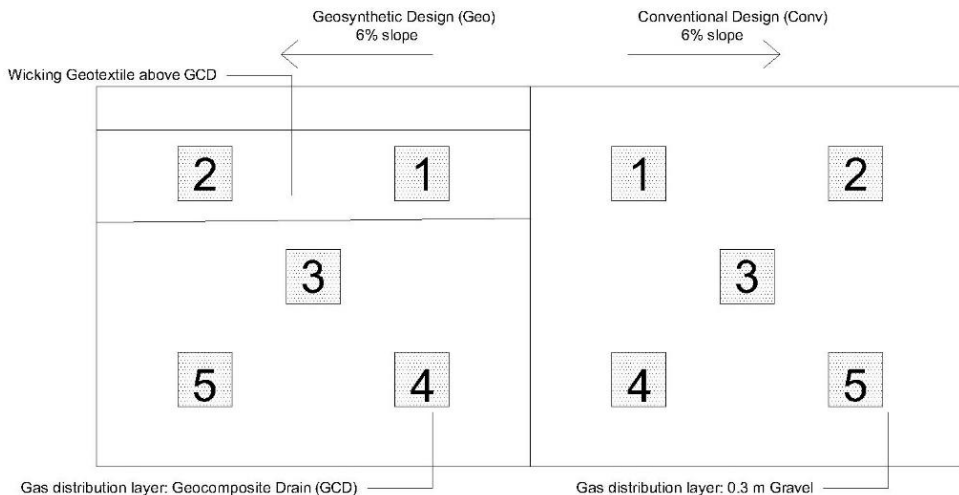 Geosynthetic Design (Geo)
6% slope
Conventional Design (Conv)
6% slope
Wicking Geotextile above GCD
2
1
1
2
3
3
5
4
4
5
Gas distribution layer: Geocomposite Drain (GCD)
Gas distribution layer: 0.3 m Gravel